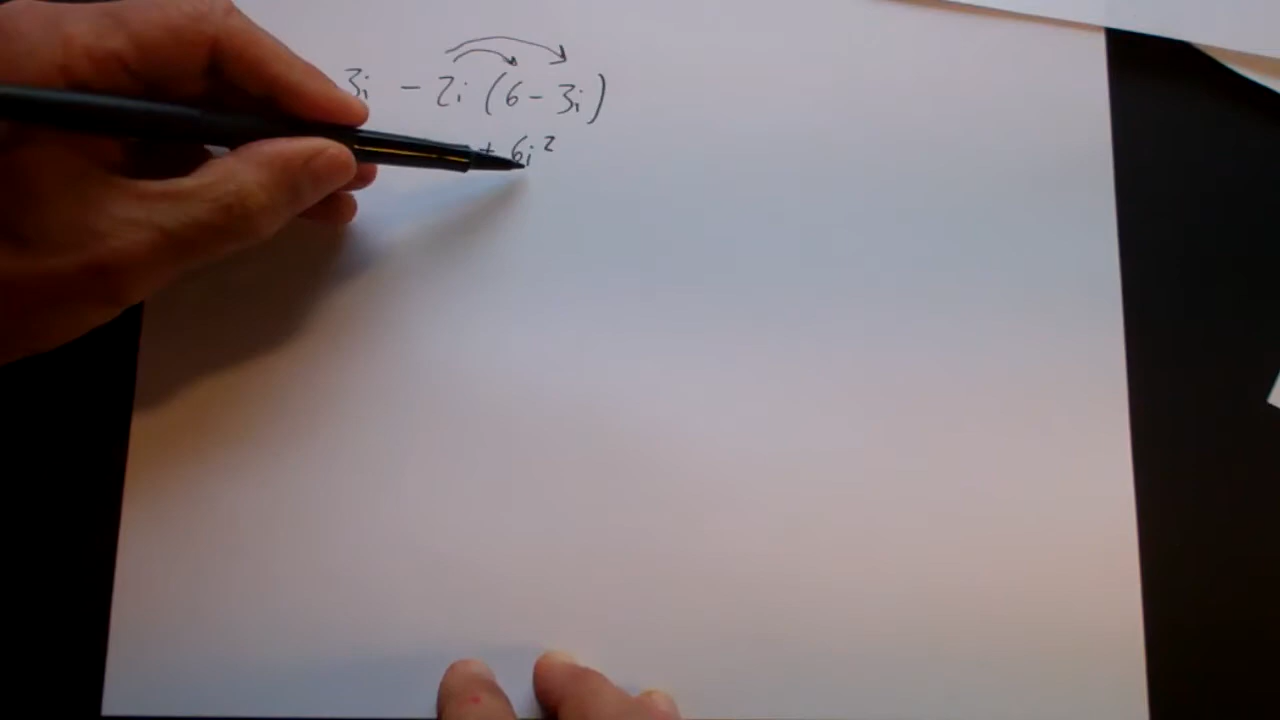 3i - 2i (6 - 3i)
+ 6i²